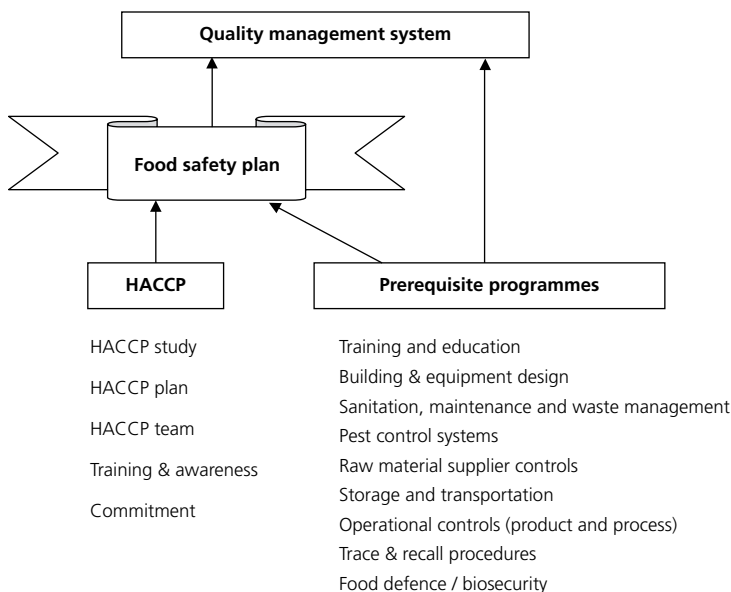 Quality management system
Food safety plan
HACCP
HACCP study
HACCP plan
HACCP team
Training & awareness
Commitment
Prerequisite programmes
Training and education
Building & equipment design
Sanitation, maintenance and waste management
Pest control systems
Raw material supplier controls
Storage and transportation
Operational controls (product and process)
Trace & recall procedures
Food defence / biosecurity